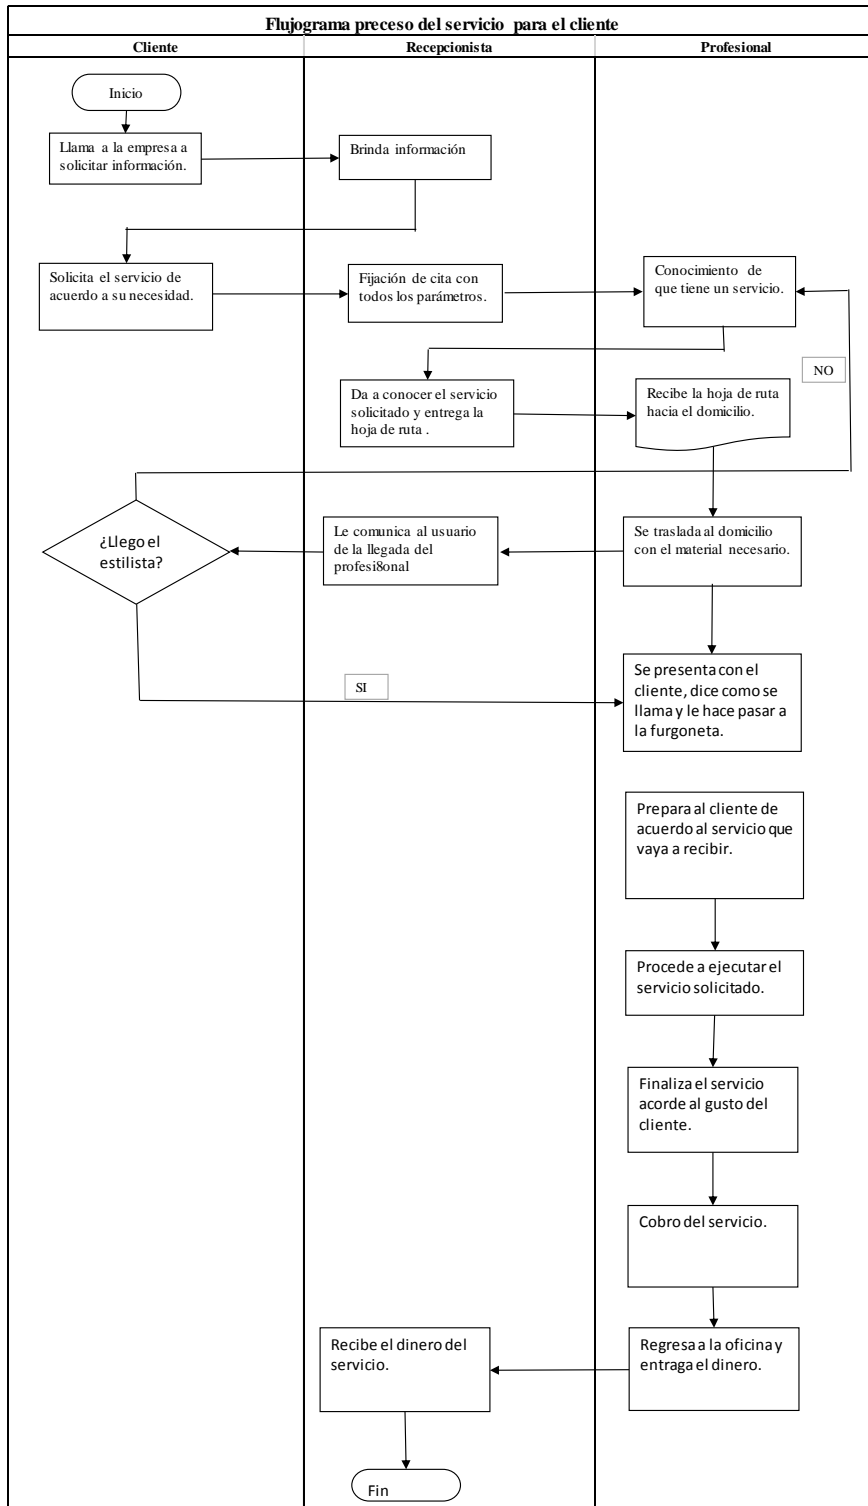 Flujograma preceso del servicio para el cliente
Cliente
Recepcionista
Profesional
Inicio
Llama a la empresa a
solicitar información.
Brinda información
Solicita el servicio de
acuerdo a su necesidad.
Fijación de cita con
todos los parámetros.
Conocimiento de
que tiene un servicio.
NO
Da a conocer el servicio
solicitado y entrega la
hoja de ruta .
Recibe la hoja de ruta
hacia el domicilio.
¿Llego el
estilista?
Le comunica al usuario
de la llegada del
profesi8onal
Se traslada al domicilio
con el material necesario.
SI
Se presenta con el
cliente, dice como se
llama y le hace pasar a
la furgoneta.
Prepara al cliente de
acuerdo al servicio que
vaya a recibir.
Procede a ejecutar el
servicio solicitado.
Finaliza el servicio
acorde al gusto del
cliente.
Cobro del servicio.
Recibe el dinero del
servicio.
Regresa a la oficina y
entraga el dinero.
Fin